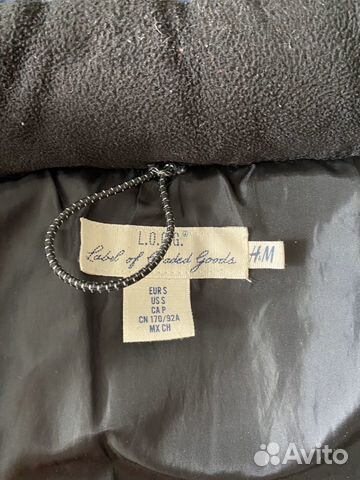 L.O.G.G.®
Label of Graded Goods
H&M
EUR S
US S
CA P
CN 170/92A
MX CH
Avito